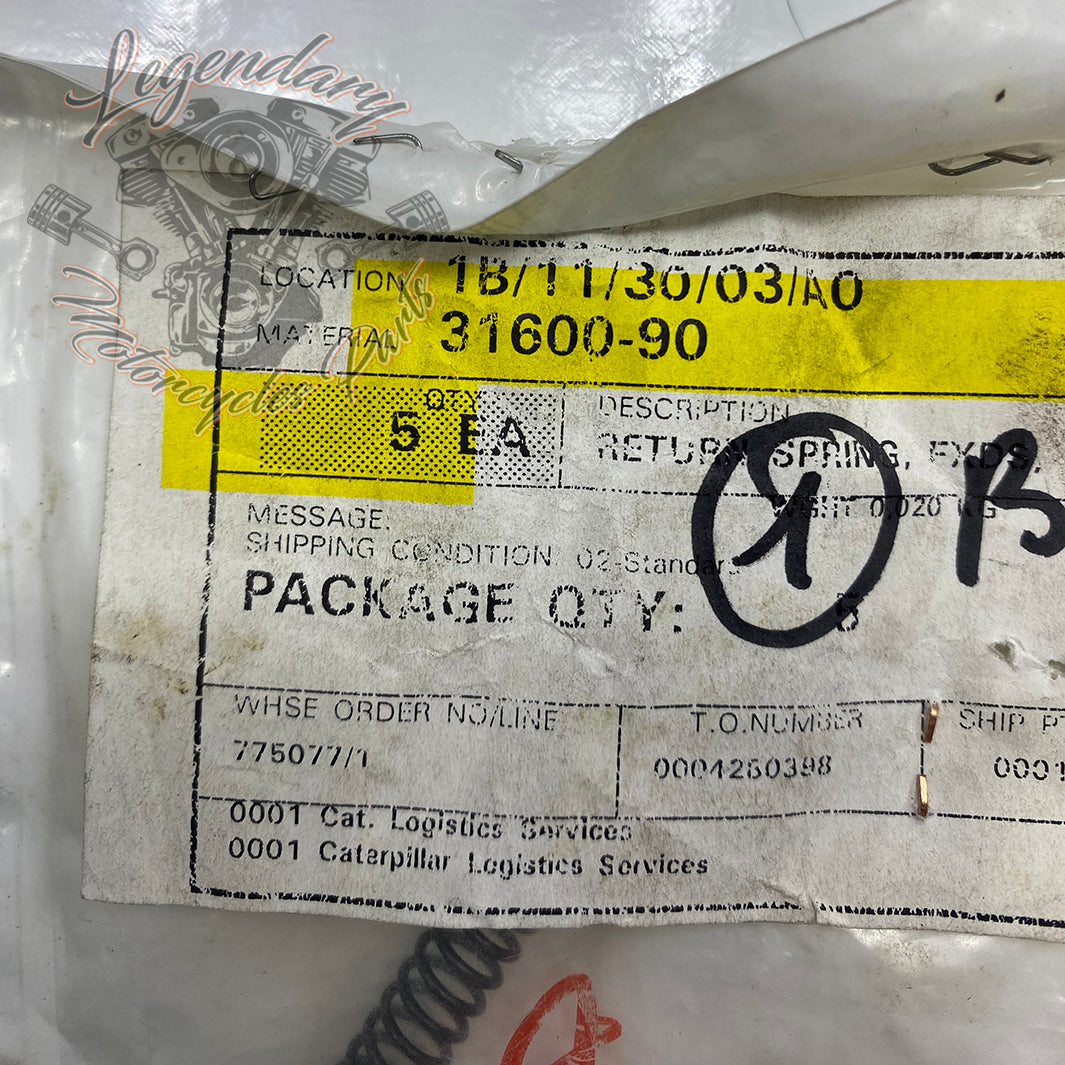 Legendary
Motorcycles Parts
LOCATION 1B/11/30/03/A0
MATERIAL 31600-90
QTY
5 EA
DESCRIPTION
RETURN SPRING, FXDS,
WGHT 0,020 KG
1 B
MESSAGE:
SHIPPING CONDITION 02-Standard
PACKAGE QTY: 5
WHSE ORDER NO/LINE
775077/1
T.O.NUMBER
0004260398
SHIP PT
0001
0001 Cat. Logistics Services
0001 Caterpillar Logistics Services